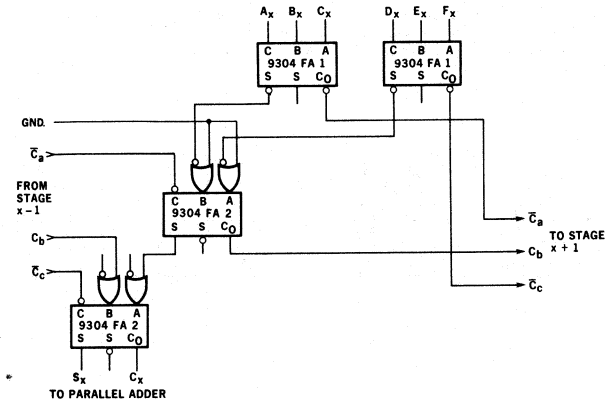 Ax Bx Cx Dx Ex Fx
C B A C B A
9304 FA 1 9304 FA 1
S S CO S S CO
GND.
C̅a
FROM
STAGE
x-1
C B A
9304 FA 2
S S CO
C̅a
TO STAGE
x + 1
Cb
Cb
C̅c
C̅c
C B A
9304 FA 2
S S CO
Sx Cx
TO PARALLEL ADDER